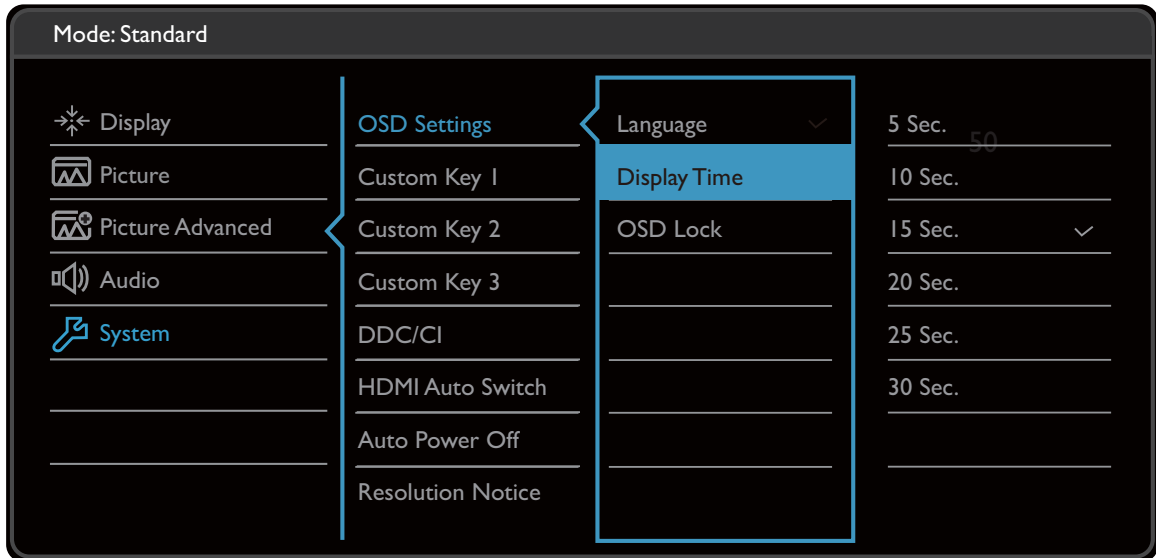 Mode: Standard
Display
Picture
Picture Advanced
Audio
System
OSD Settings
Custom Key 1
Custom Key 2
Custom Key 3
DDC/CI
HDMI Auto Switch
Auto Power Off
Resolution Notice
Language
Display Time
OSD Lock
5 Sec.
50
10 Sec.
15 Sec.
20 Sec.
25 Sec.
30 Sec.